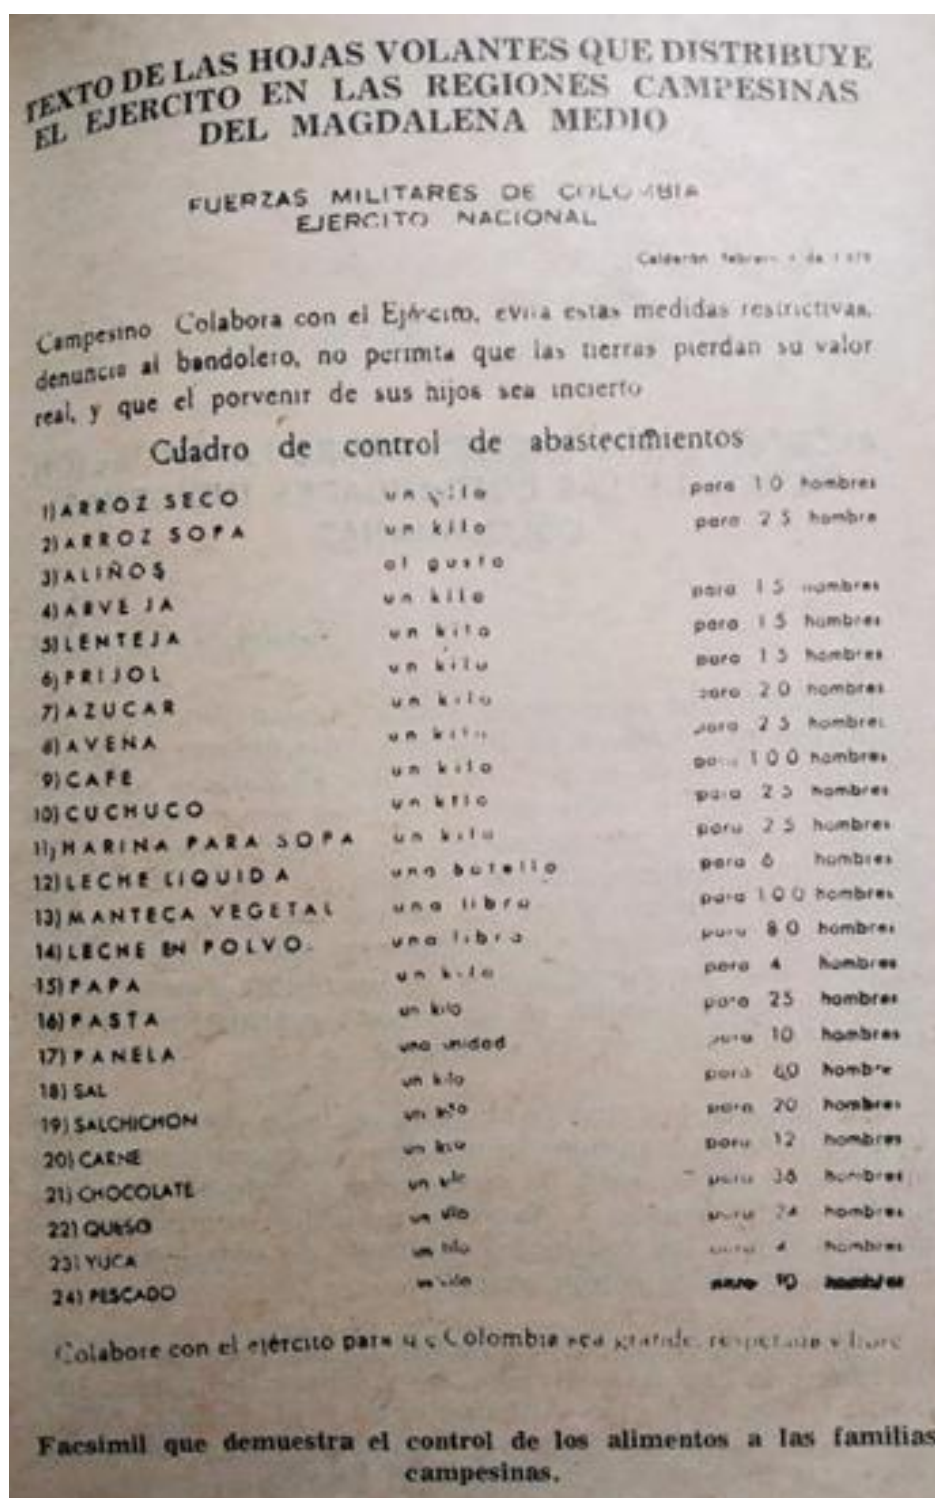 TEXTO DE LAS HOJAS VOLANTES QUE DISTRIBUYE
EL EJERCITO EN LAS REGIONES CAMPESINAS
DEL MAGDALENA MEDIO
FUERZAS MILITARES DE COLOMBIA
EJERCITO NACIONAL
Calderón febrero de
Campesino Colabora con el Ejército, evita estas medidas restrictivas,
denuncie al bandolero, no permita que las tierras pierdan su valor
real, y que el porvenir de sus hijos sea incierto
Cuadro de control de abastecimientos
1) ARROZ SECO un kilo para 10 hombres
2) ARROZ SOPA un kilo para 25 hombre
3) ALIÑOS al gusto
4) ARVEJA un kilo para 15 hombres
5) LENTEJA un kilo para 15 hombres
6) FRIJOL un kilo para 15 hombres
7) AZUCAR un kilo para 20 hombres
8) AVENA un kilo para 25 hombres
9) CAFE un kilo para 100 hombres
10) CUCHUCO un kilo para 25 hombres
11) HARINA PARA SOPA un kilo para 25 hombres
12) LECHE LIQUIDA una botella para 6 hombres
13) MANTECA VEGETAL una libra para 100 hombres
14) LECHE EN POLVO una libra para 80 hombres
15) PAPA un kilo para 4 hombres
16) PASTA un kilo para 25 hombres
17) PANELA una unidad para 10 hombres
18) SAL un kilo para 60 hombre
19) SALCHICHON un kilo para 20 hombres
20) CARNE un kilo para 12 hombres
21) CHOCOLATE un kilo para 38 hombres
22) QUESO un kilo para 24 hombres
23) YUCA un kilo para 4 hombres
24) PESCADO un kilo para 10 hombres
Colabore con el ejército para que Colombia sea grande, respetada y libre
Facsimil que demuestra el control de los alimentos a las familias
campesinas.